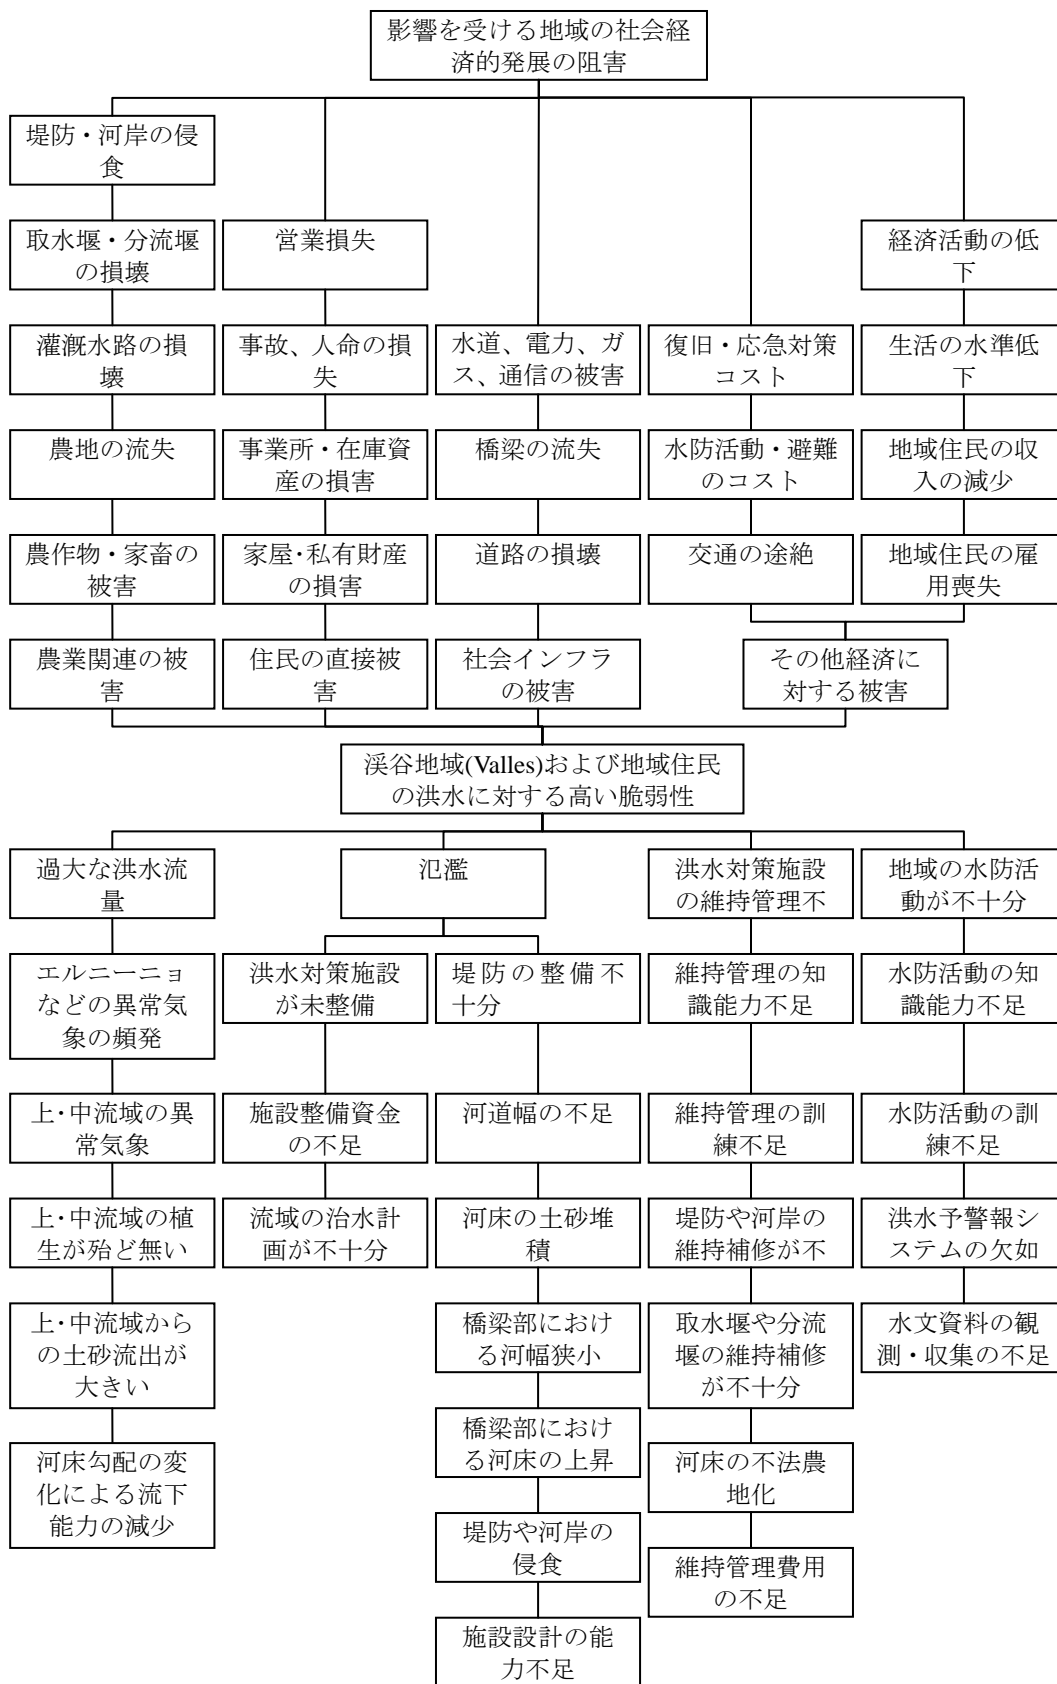 影響を受ける地域の社会経
済的発展の阻害
堤防・河岸の侵
食
取水堰・分流堰
の損壊
営業損失
経済活動の低
下
灌漑水路の損
壊
事故、人命の損
失
水道、電力、ガ
ス、通信の被害
復旧・応急対策
コスト
生活の水準低
下
農地の流失
事業所・在庫資
産の損害
橋梁の流失
水防活動・避難
のコスト
地域住民の収
入の減少
農作物・家畜の
被害
家屋・私有財産
の損害
道路の損壊
交通の途絶
地域住民の雇
用喪失
農業関連の被
害
住民の直接被
害
社会インフラ
の被害
その他経済に
対する被害
渓谷地域(Valles)および地域住民
の洪水に対する高い脆弱性
過大な洪水流
量
氾濫
洪水対策施設
の維持管理不
地域の水防活
動が不十分
エルニーニョ
などの異常気
象の頻発
洪水対策施設
が未整備
堤防の整備不
十分
維持管理の知
識能力不足
水防活動の知
識能力不足
上・中流域の異
常気象
施設整備資金
の不足
河道幅の不足
維持管理の訓
練不足
水防活動の訓
練不足
上・中流域の植
生が殆ど無い
流域の治水計
画が不十分
河床の土砂堆
積
堤防や河岸の
維持補修が不
洪水予警報シ
ステムの欠如
上・中流域から
の土砂流出が
大きい
橋梁部におけ
る河幅狭小
取水堰や分流
堰の維持補修
が不十分
水文資料の観
測・収集の不足
河床勾配の変
化による流下
能力の減少
橋梁部におけ
る河床の上昇
河床の不法農
地化
堤防や河岸の
侵食
維持管理費用
の不足
施設設計の能
力不足